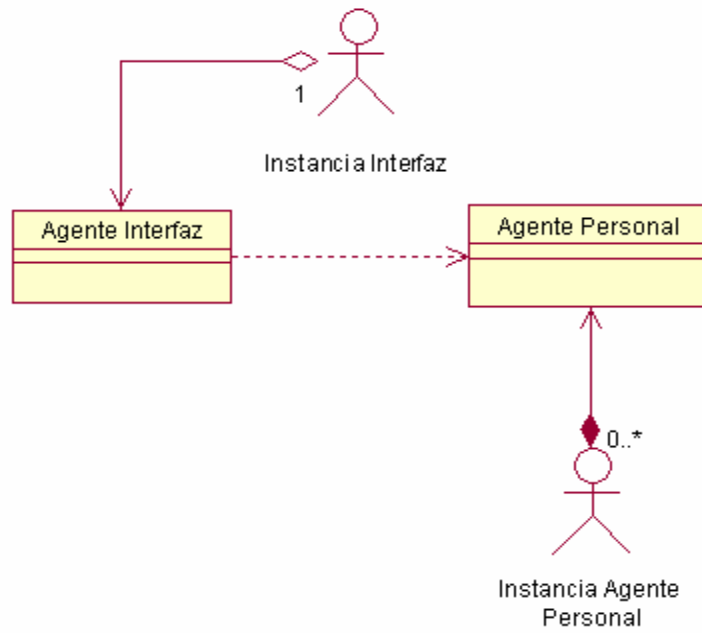 1
Instancia Interfaz
Agente Interfaz
Agente Personal
0..*
Instancia Agente
Personal